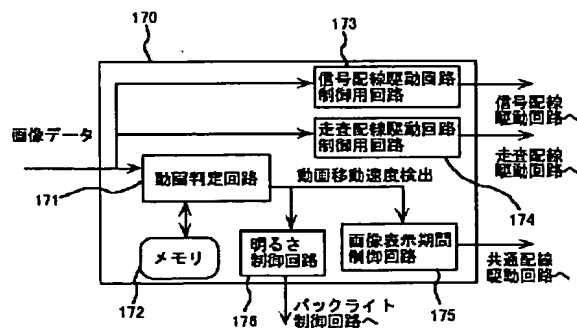 170
173
信号配線駆動回路
制御用回路
信号配線
駆動回路へ
画像データ
走査配線駆動回路
制御用回路
走査配線
駆動回路へ
174
171
動画判定回路
動画移動速度検出
メモリ
172
明るさ
制御回路
176
画像表示期間
制御回路
175
共通配線
駆動回路へ
バックライト
制御回路へ